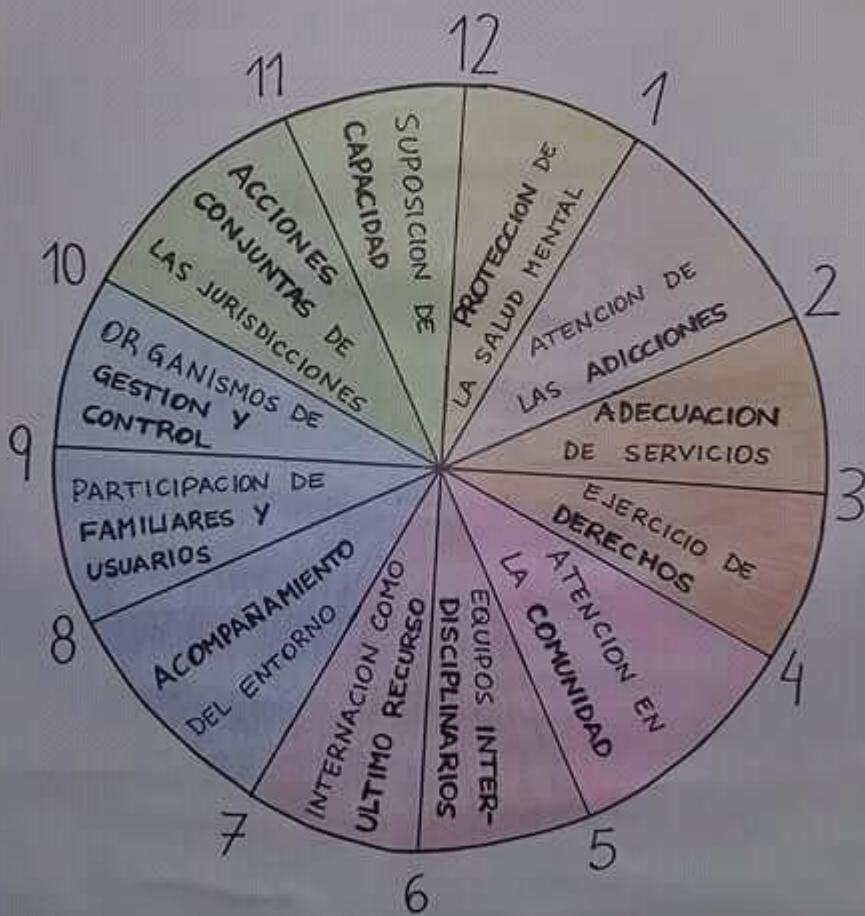 12
PROTECCION DE
LA SALUD MENTAL
1
ATENCION DE
LAS ADICCIONES
2
ADECUACION
DE SERVICIOS
3
EJERCICIO DE
DERECHOS
4
ATENCION EN
LA COMUNIDAD
5
EQUIPOS INTER-
DISCIPLINARIOS
6
INTERNACION COMO
ULTIMO RECURSO
7
ACOMPAÑAMIENTO
DEL ENTORNO
8
PARTICIPACION DE
FAMILIARES Y
USUARIOS
9
ORGANISMOS DE
GESTION Y
CONTROL
10
ACCIONES
CONJUNTAS DE
LAS JURISDICCIONES
11
SUPOSICION DE
CAPACIDAD